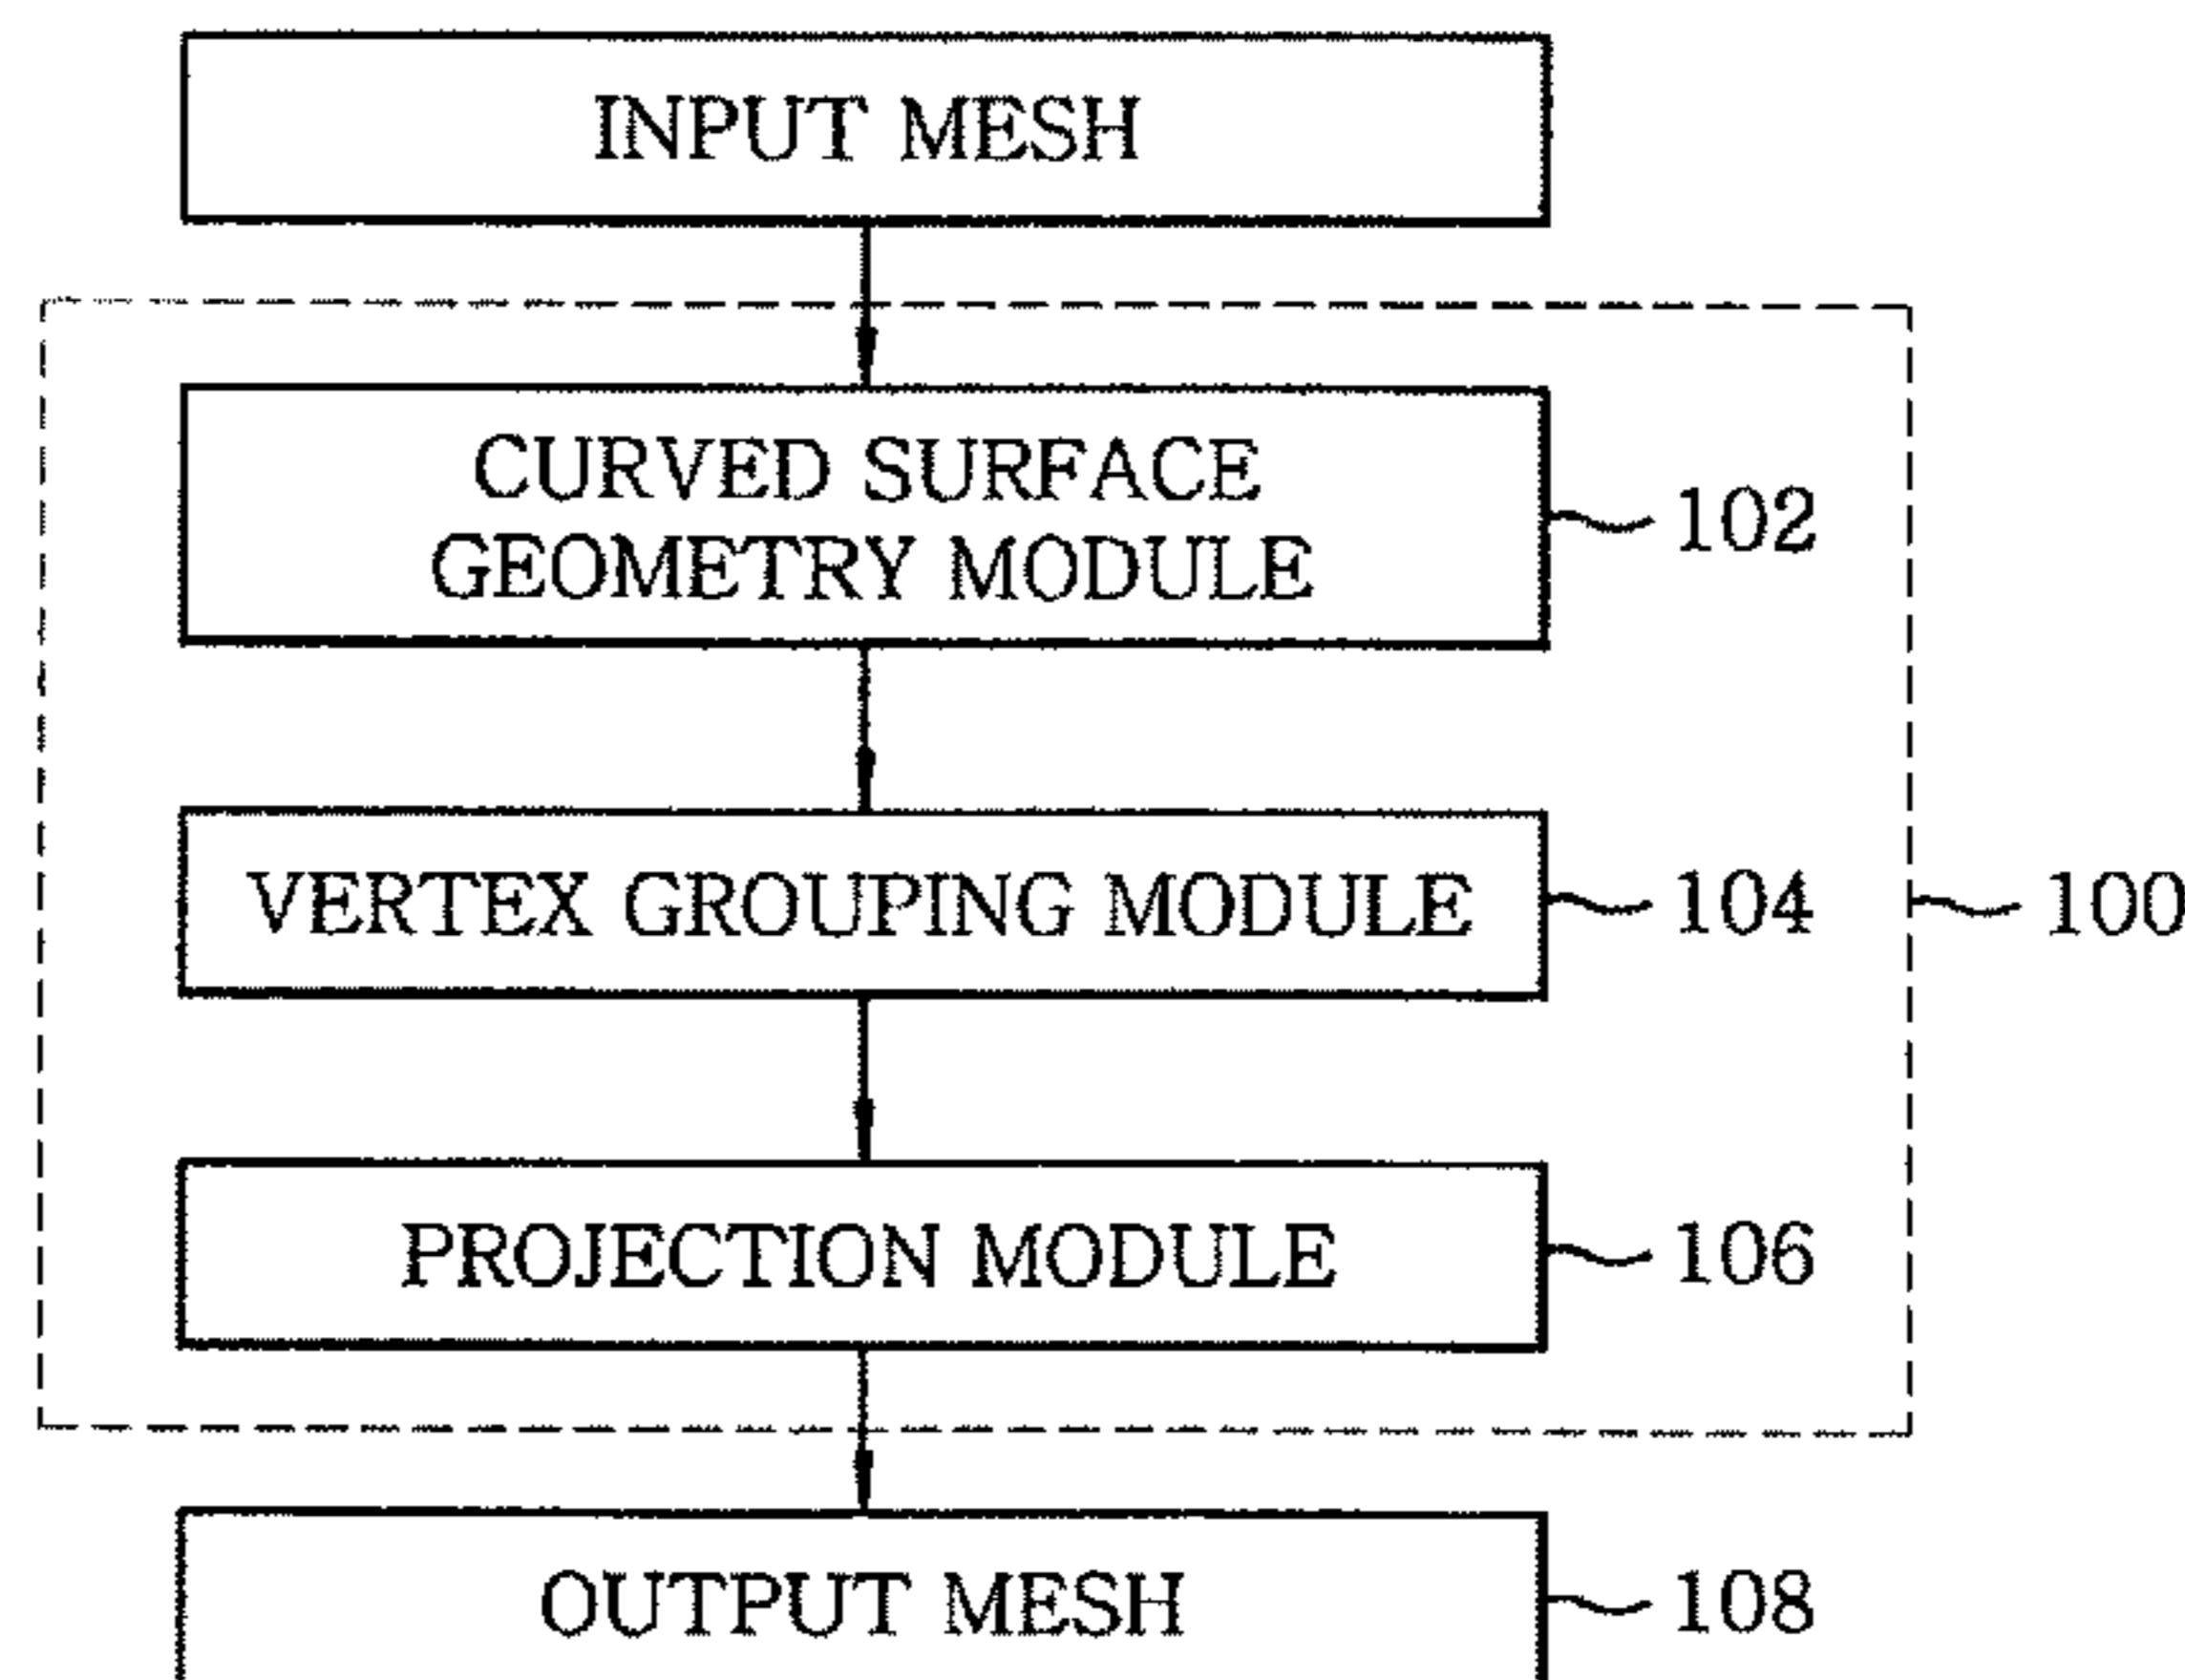 INPUT MESH
CURVED SURFACE
GEOMETRY MODULE
102
VERTEX GROUPING MODULE
104
100
PROJECTION MODULE
106
OUTPUT MESH
108